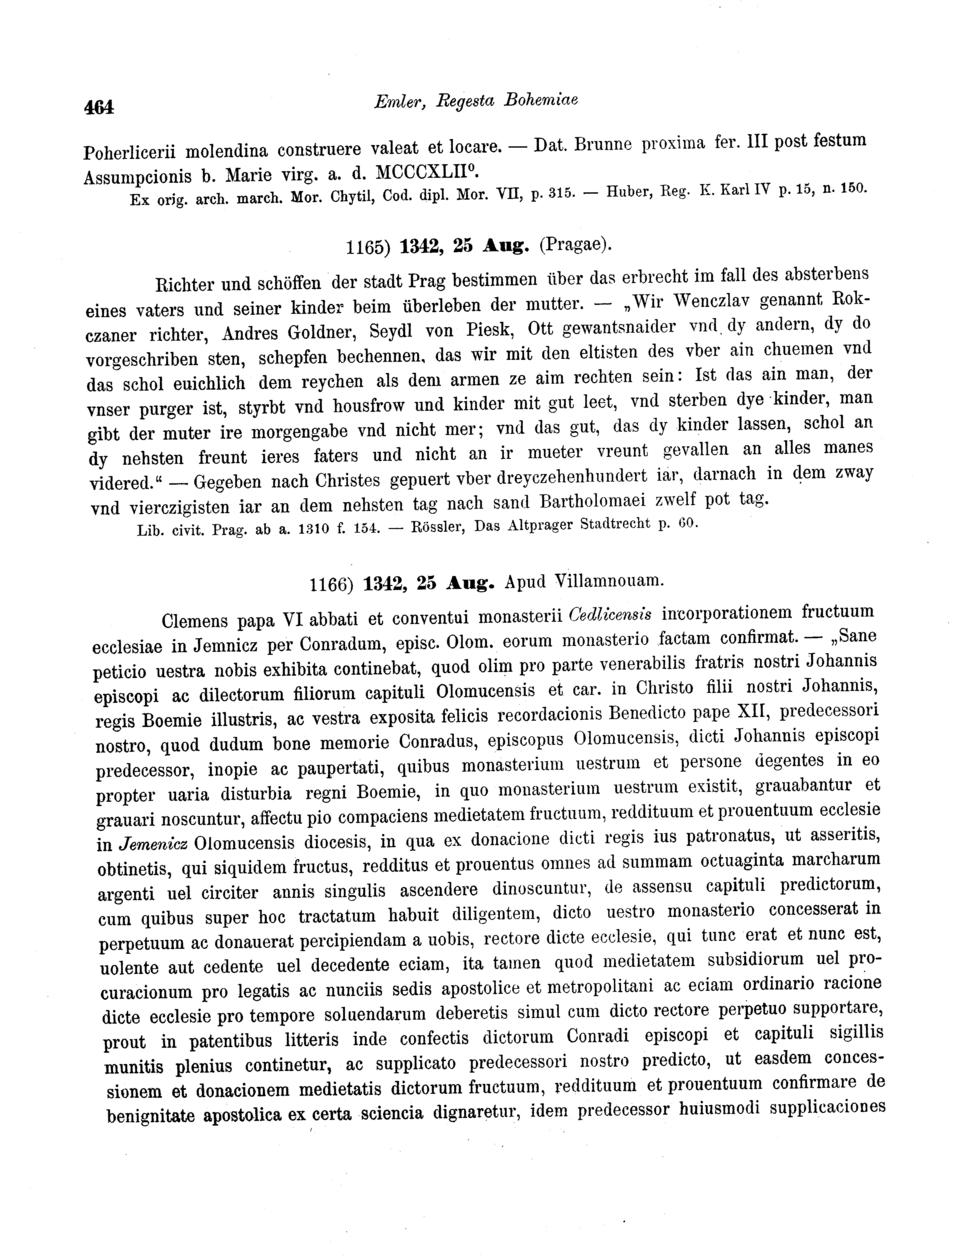 464
Emler, Regesta Bohemiae
Poherlicerii molendina construere valeat et locare. — Dat. Brunne proxima fer. III post festum
Assumpcionis b. Marie virg. a. d. MCCCXLII⁰.
Ex orig. arch. march. Mor. Chytil, Cod. dipl. Mor. VII, p. 315. — Huber, Reg. K. Karl IV p. 15, n. 150.
1165) 1342, 25 Aug. (Pragae).
Richter und schöffen der stadt Prag bestimmen über das erbrecht im fall des absterbens
eines vaters und seiner kinder beim überleben der mutter. — „Wir Wenczlav genannt Rok-
czaner richter, Andres Goldner, Seydl von Piesk, Ott gewantsnaider vnd dy andern, dy do
vorgeschriben sten, schepfen bechennen, das wir mit den eltisten des vber ain chuemen vnd
das schol euichlich dem reychen als dem armen ze aim rechten sein: Ist das ain man, der
vnser purger ist, styrbt vnd housfrow und kinder mit gut leet, vnd sterben dye kinder, man
gibt der muter ire morgengabe vnd nicht mer; vnd das gut, das dy kinder lassen, schol an
dy nehsten freunt ieres faters und nicht an ir mueter vreunt gevallen an alles manes
videred.“ — Gegeben nach Christes gepuert vber dreyczehenhundert iar, darnach in dem zway
vnd vierczigisten iar an dem nehsten tag nach sand Bartholomaei zwelf pot tag.
Lib. civit. Prag. ab a. 1310 f. 154. — Rössler, Das Altprager Stadtrecht p. 60.
1166) 1342, 25 Aug. Apud Villamnouam.
Clemens papa VI abbati et conventui monasterii Cedlicensis incorporationem fructuum
ecclesiae in Jemnicz per Conradum, episc. Olom. eorum monasterio factam confirmat. — „Sane
peticio uestra nobis exhibita continebat, quod olim pro parte venerabilis fratris nostri Johannis
episcopi ac dilectorum filiorum capituli Olomucensis et car. in Christo filii nostri Johannis,
regis Boemie illustris, ac vestra exposita felicis recordacionis Benedicto pape XII, predecessori
nostro, quod dudum bone memorie Conradus, episcopus Olomucensis, dicti Johannis episcopi
predecessor, inopie ac paupertati, quibus monasterium uestrum et persone degentes in eo
propter uaria disturbia regni Boemie, in quo monasterium uestrum existit, grauabantur et
grauari noscuntur, affectu pio compaciens medietatem fructuum, reddituum et prouentuum ecclesie
in Jemenicz Olomucensis diocesis, in qua ex donacione dicti regis ius patronatus, ut asseritis,
obtinetis, qui siquidem fructus, redditus et prouentus omnes ad summam octuaginta marcharum
argenti uel circiter annis singulis ascendere dinoscuntur, de assensu capituli predictorum,
cum quibus super hoc tractatum habuit diligentem, dicto uestro monasterio concesserat in
perpetuum ac donauerat percipiendam a uobis, rectore dicte ecclesie, qui tunc erat et nunc est,
uolente aut cedente uel decedente eciam, ita tamen quod medietatem subsidiorum uel pro-
curacionum pro legatis ac nunciis sedis apostolice et metropolitani ac eciam ordinario racione
dicte ecclesie pro tempore soluendarum deberetis simul cum dicto rectore perpetuo supportare,
prout in patentibus litteris inde confectis dictorum Conradi episcopi et capituli sigillis
munitis plenius continetur, ac supplicato predecessori nostro predicto, ut easdem conces-
sionem et donacionem medietatis dictorum fructuum, reddituum et prouentuum confirmare de
benignitate apostolica ex certa sciencia dignaretur, idem predecessor huiusmodi supplicaciones